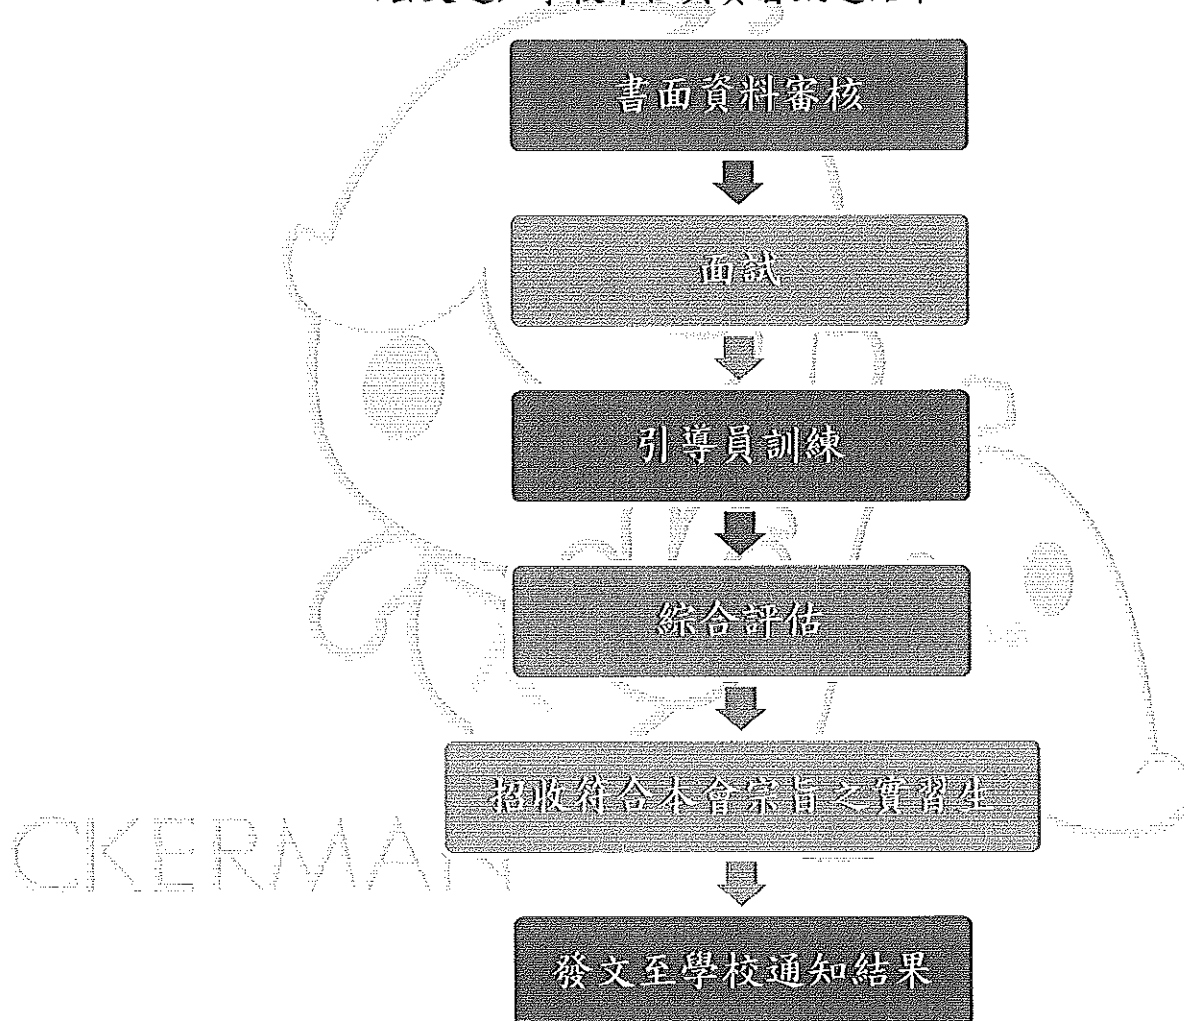 書面資料審核
面試
引導員訓練
綜合評估
招收符合本會宗旨之實習生
CKERMAN
發文至學校通知結果